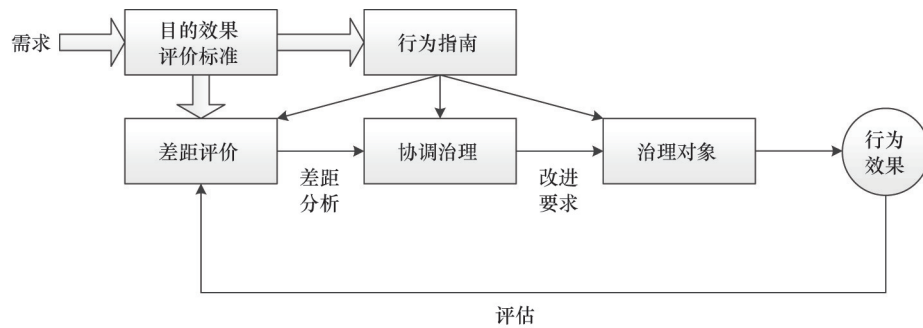 需求
目的效果
评价标准
行为指南
差距评价
差距
分析
协调治理
改进
要求
治理对象
行为
效果
评估